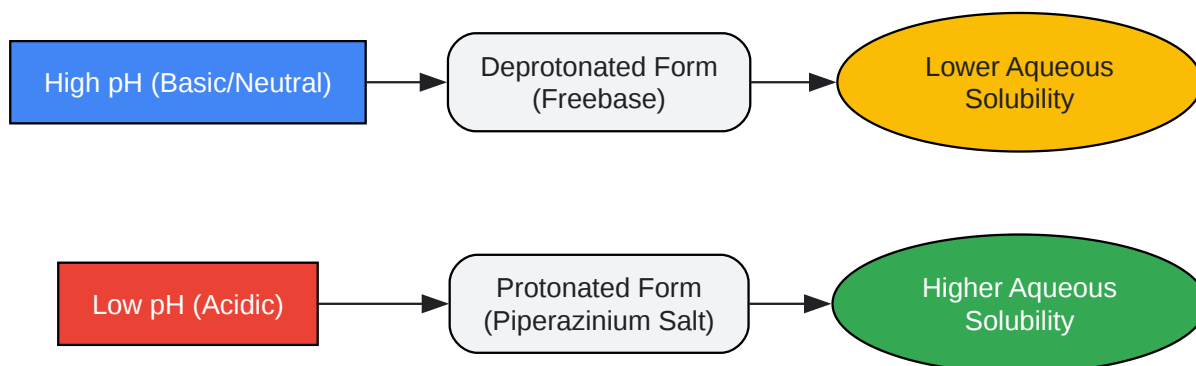 High pH (Basic/Neutral)
Deprotonated Form
(Freebase)
Lower Aqueous
Solubility
Low pH (Acidic)
Protonated Form
(Piperazinium Salt)
Higher Aqueous
Solubility